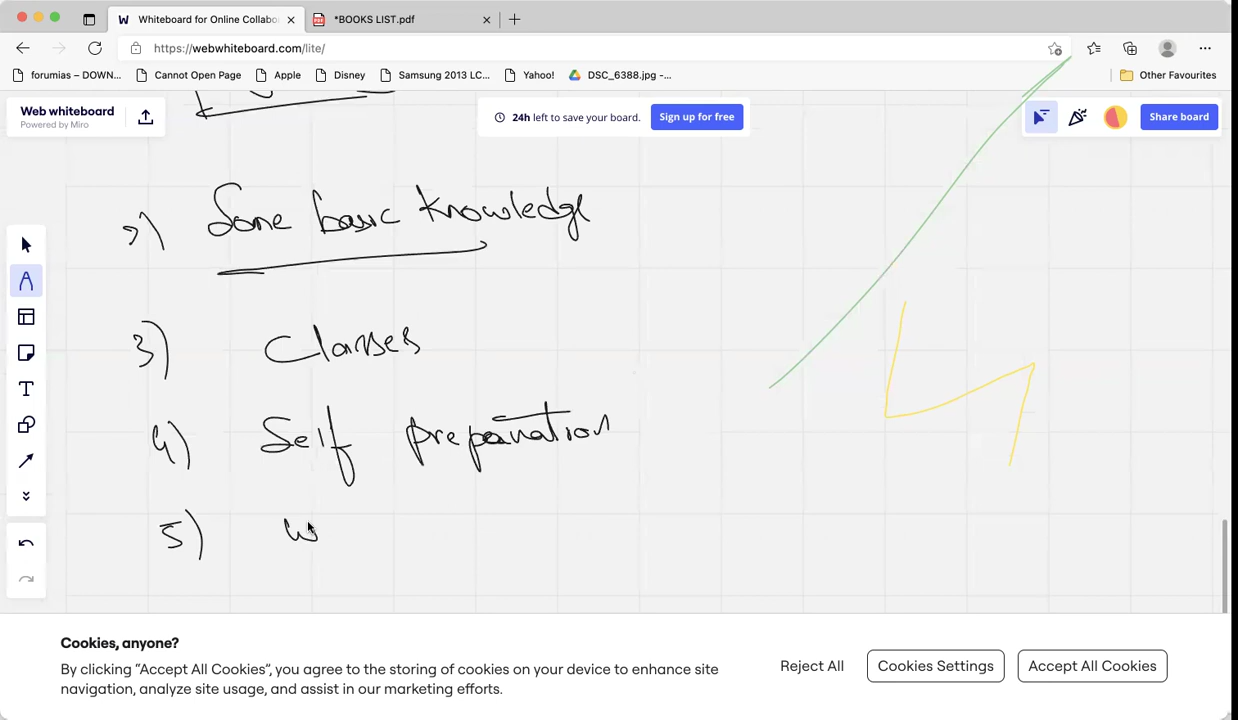 Whiteboard for Online Collabo
*BOOKS LIST.pdf
https://webwhiteboard.com/lite/
forumias – DOWN...
Cannot Open Page
Apple
Disney
Samsung 2013 LC...
Yahoo!
DSC_6388.jpg -...
Other Favourites
Web whiteboard
Powered by Miro
24h left to save your board.
Sign up for free
Share board
2) Some basic knowledge
3) Classes
4) Self preparation
5) W
Cookies, anyone?
By clicking “Accept All Cookies”, you agree to the storing of cookies on your device to enhance site
navigation, analyze site usage, and assist in our marketing efforts.
Reject All
Cookies Settings
Accept All Cookies